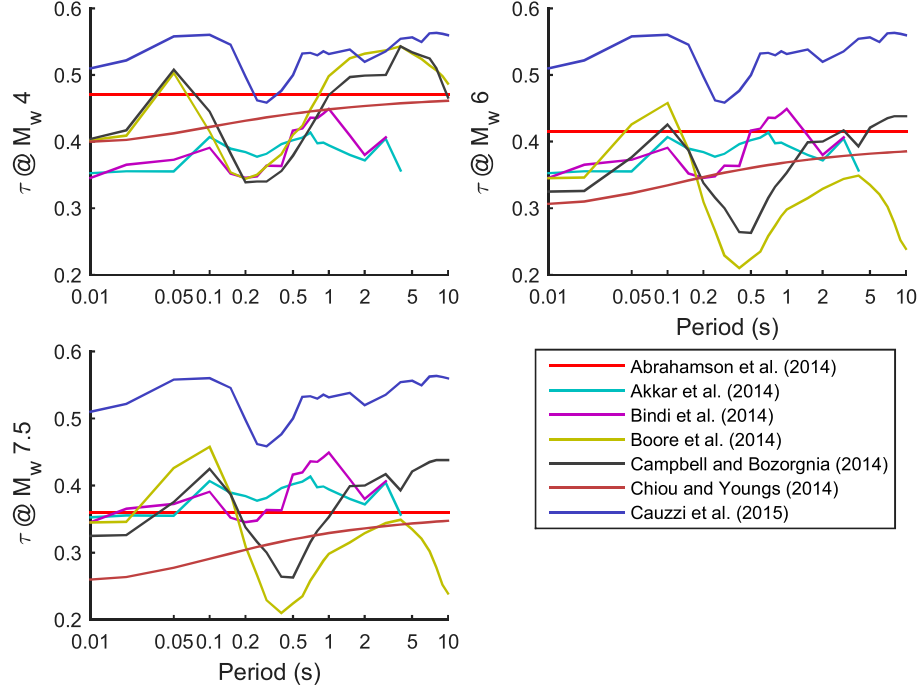 0.6
0.5
0.4
0.3
0.2
τ @ M_w 4
0.01 0.05 0.1 0.2 0.5 1 2 5 10
0.6
0.5
0.4
0.3
0.2
τ @ M_w 6
0.01 0.05 0.1 0.2 0.5 1 2 5 10
Period (s)
0.6
0.5
0.4
0.3
0.2
τ @ M_w 7.5
0.01 0.05 0.1 0.2 0.5 1 2 5 10
Period (s)
Abrahamson et al. (2014)
Akkar et al. (2014)
Bindi et al. (2014)
Boore et al. (2014)
Campbell and Bozorgnia (2014)
Chiou and Youngs (2014)
Cauzzi et al. (2015)